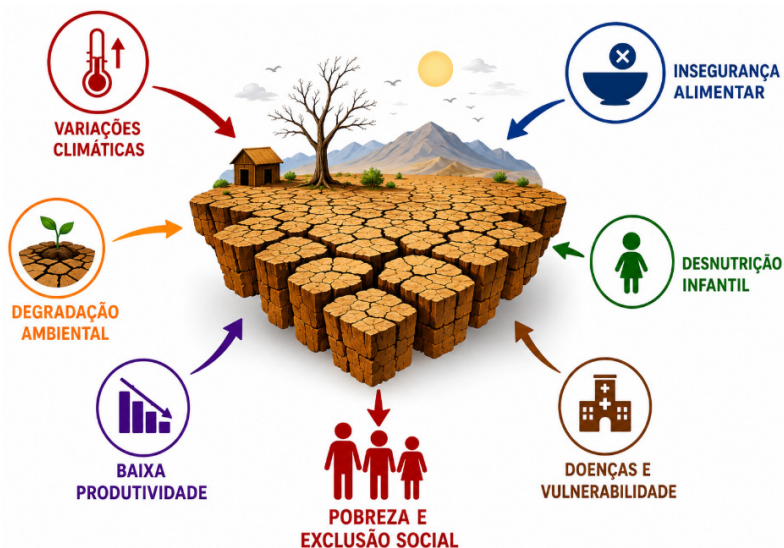 VARIAÇÕES
CLIMÁTICAS
INSEGURANÇA
ALIMENTAR
DEGRADAÇÃO
AMBIENTAL
DESNUTRIÇÃO
INFANTIL
BAIXA
PRODUTIVIDADE
DOENÇAS E
VULNERABILIDADE
POBREZA E
EXCLUSÃO SOCIAL